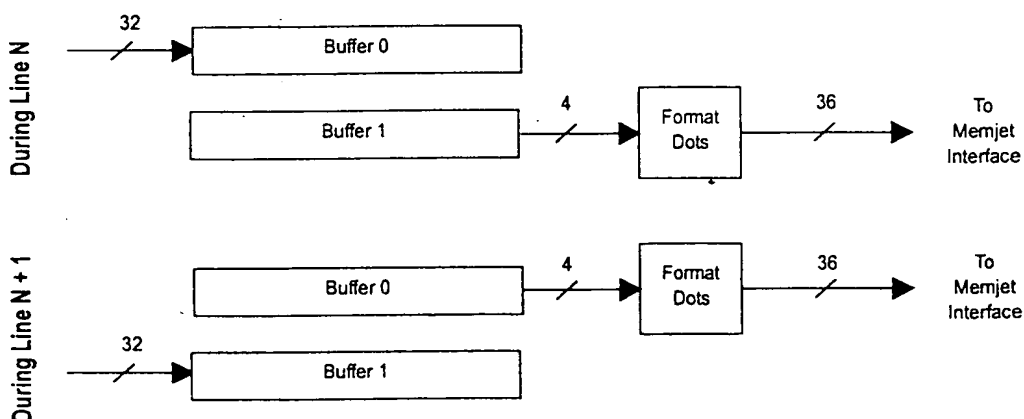 During Line N
32
Buffer 0
Buffer 1
4
Format
Dots
36
To
Memjet
Interface
During Line N + 1
Buffer 0
4
Format
Dots
36
To
Memjet
Interface
32
Buffer 1